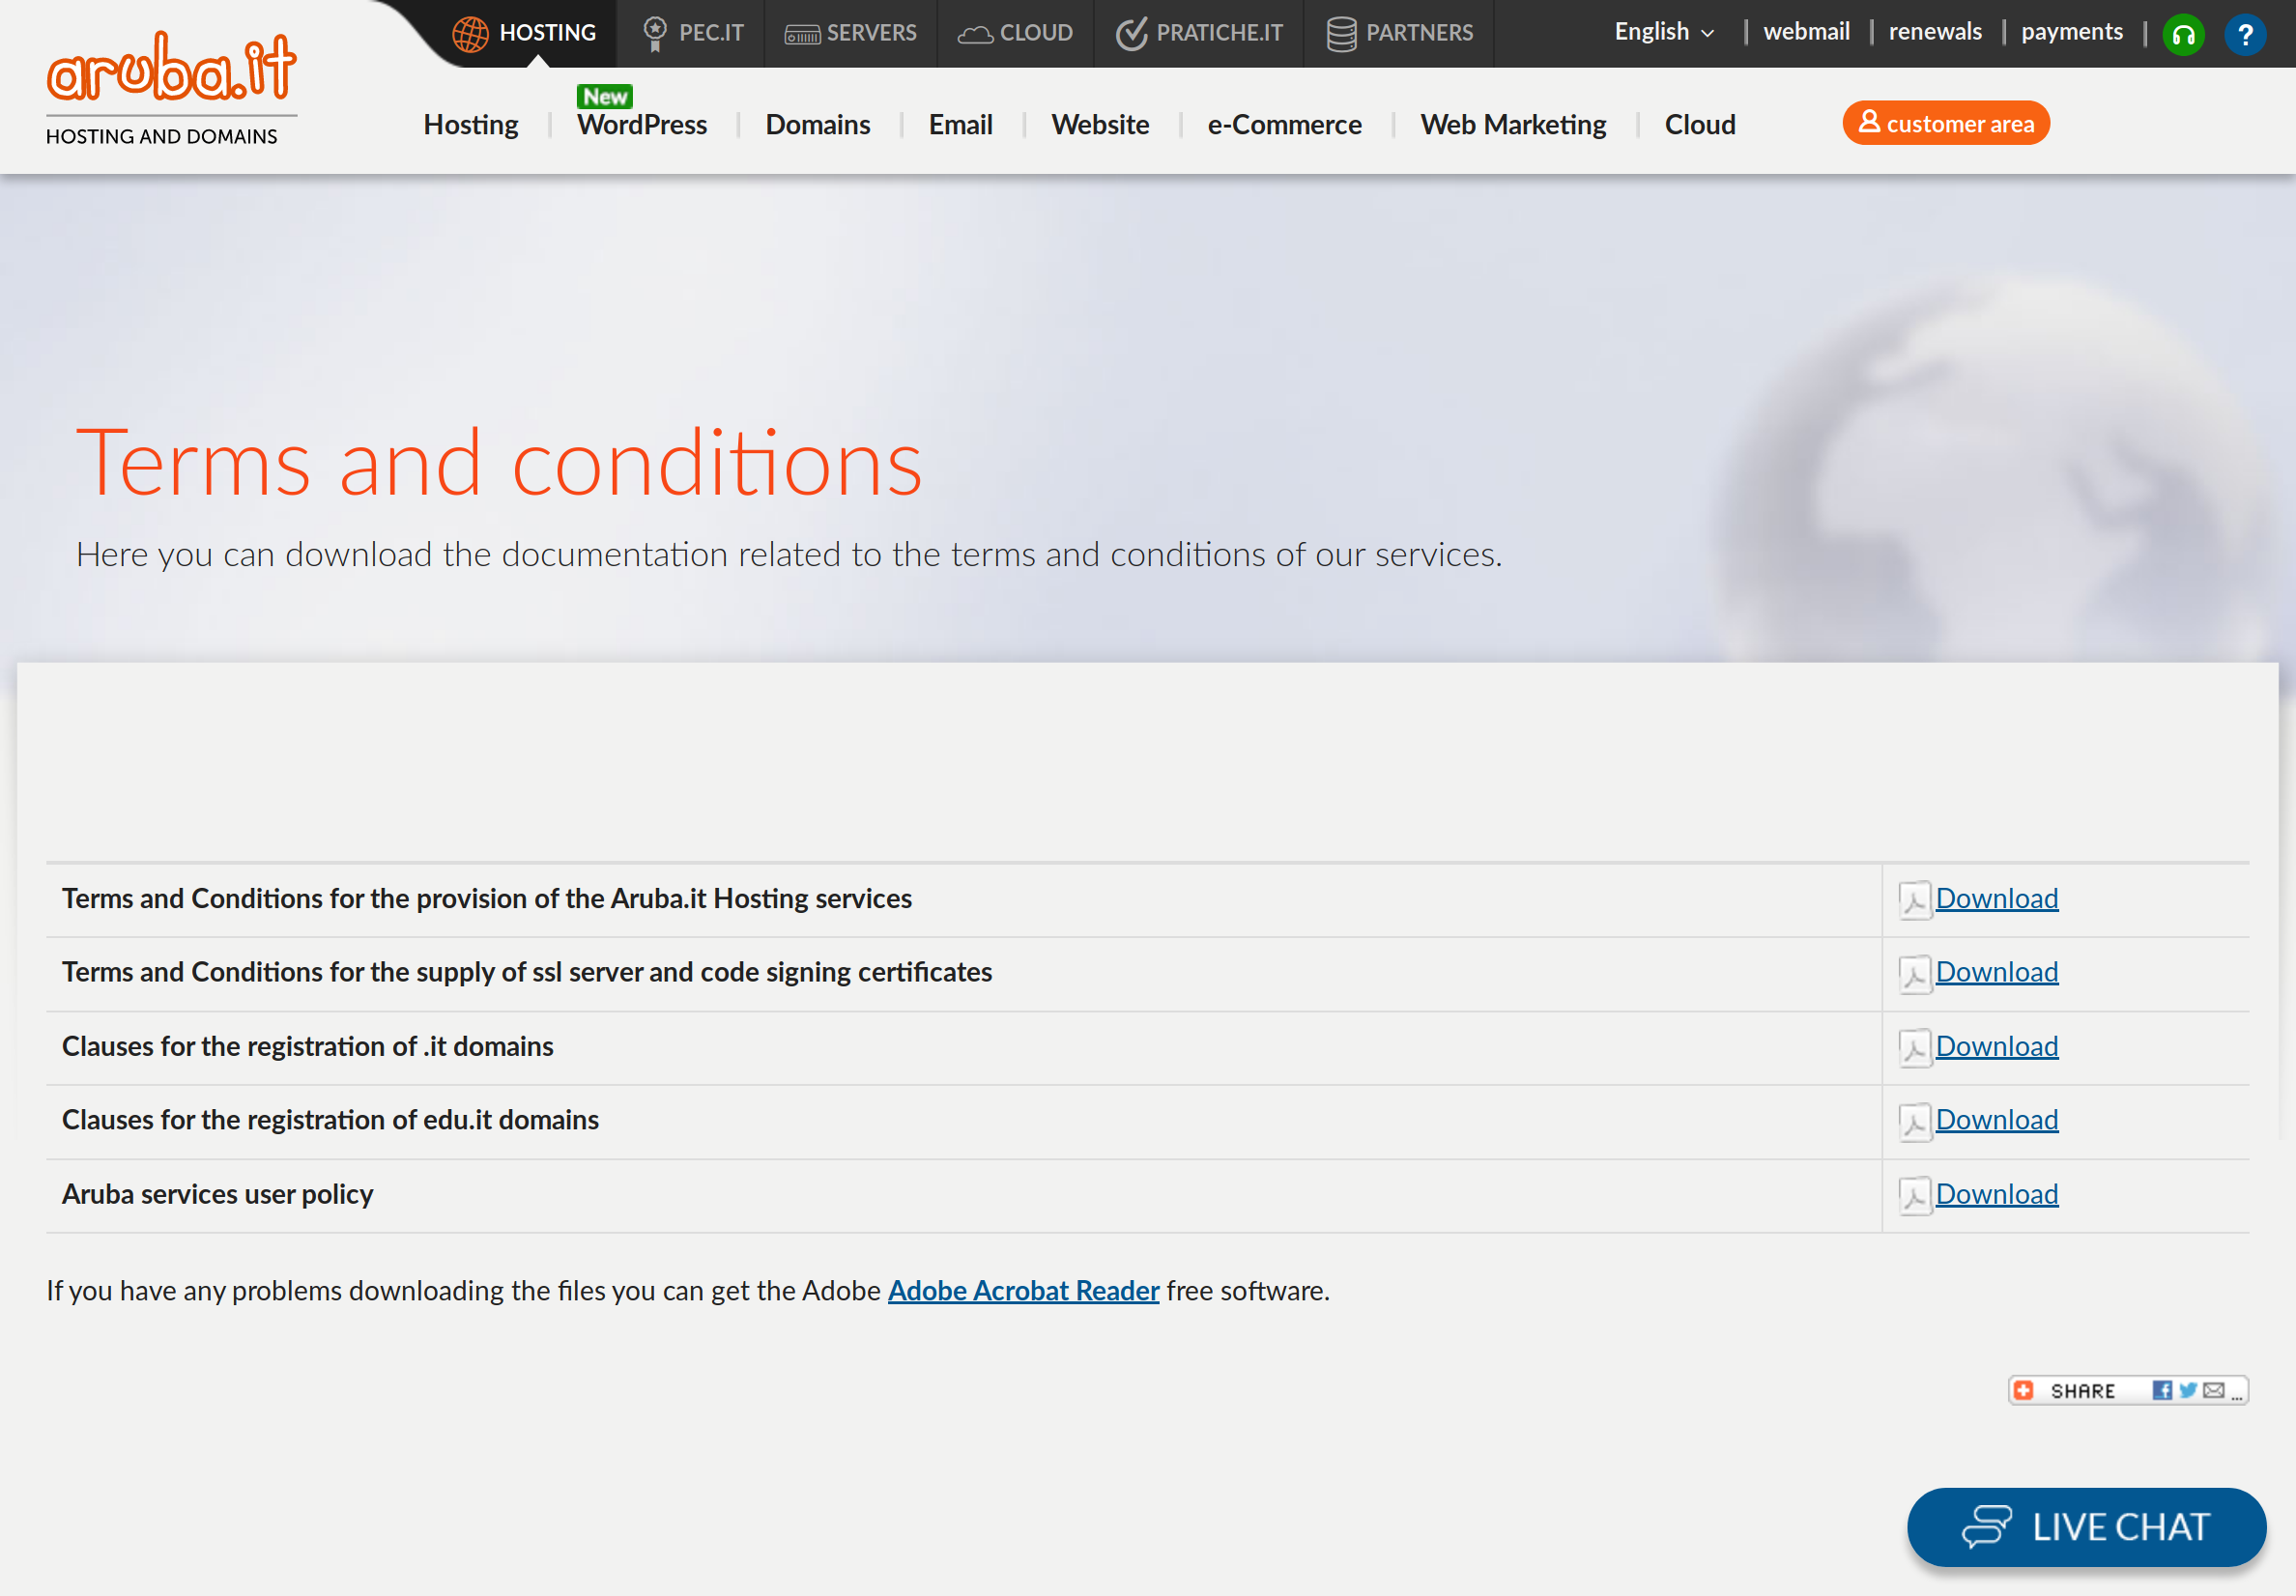 aruba.it
HOSTING AND DOMAINS
HOSTING
PEC.IT
SERVERS
CLOUD
PRATICHE.IT
PARTNERS
English
webmail
renewals
payments
?
Hosting
New
WordPress
Domains
Email
Website
e-Commerce
Web Marketing
Cloud
customer area
Terms and conditions
Here you can download the documentation related to the terms and conditions of our services.
Terms and Conditions for the provision of the Aruba.it Hosting services Download
Terms and Conditions for the supply of ssl server and code signing certificates Download
Clauses for the registration of .it domains Download
Clauses for the registration of edu.it domains Download
Aruba services user policy Download
If you have any problems downloading the files you can get the Adobe Adobe Acrobat Reader free software.
SHARE ...
LIVE CHAT